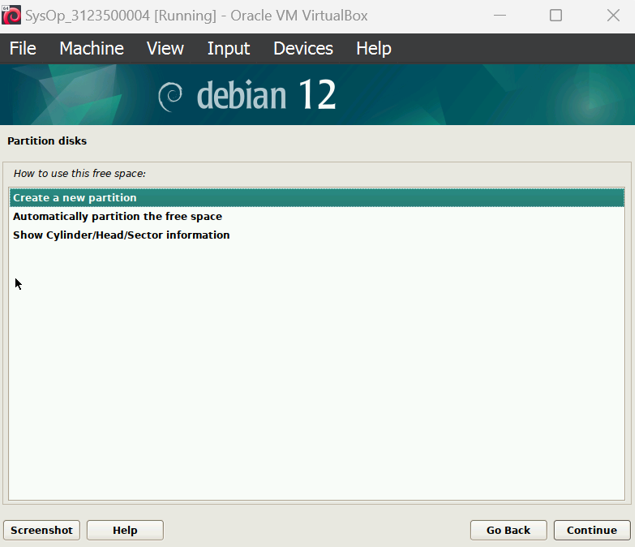 SysOp_3123500004 [Running] - Oracle VM VirtualBox
File Machine View Input Devices Help
debian 12
Partition disks
How to use this free space:
Create a new partition
Automatically partition the free space
Show Cylinder/Head/Sector information
Screenshot Help Go Back Continue